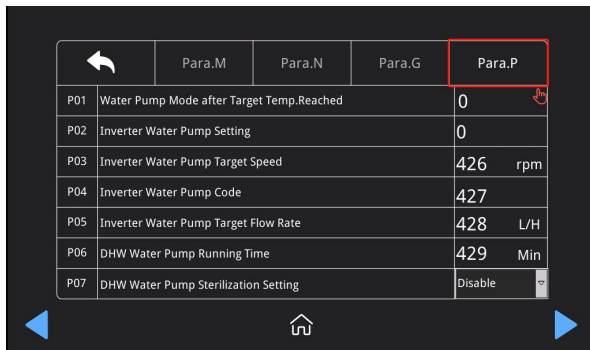 Para.M Para.N Para.G Para.P
P01 Water Pump Mode after Target Temp.Reached 0
P02 Inverter Water Pump Setting 0
P03 Inverter Water Pump Target Speed 426 rpm
P04 Inverter Water Pump Code 427
P05 Inverter Water Pump Target Flow Rate 428 L/H
P06 DHW Water Pump Running Time 429 Min
P07 DHW Water Pump Sterilization Setting Disable